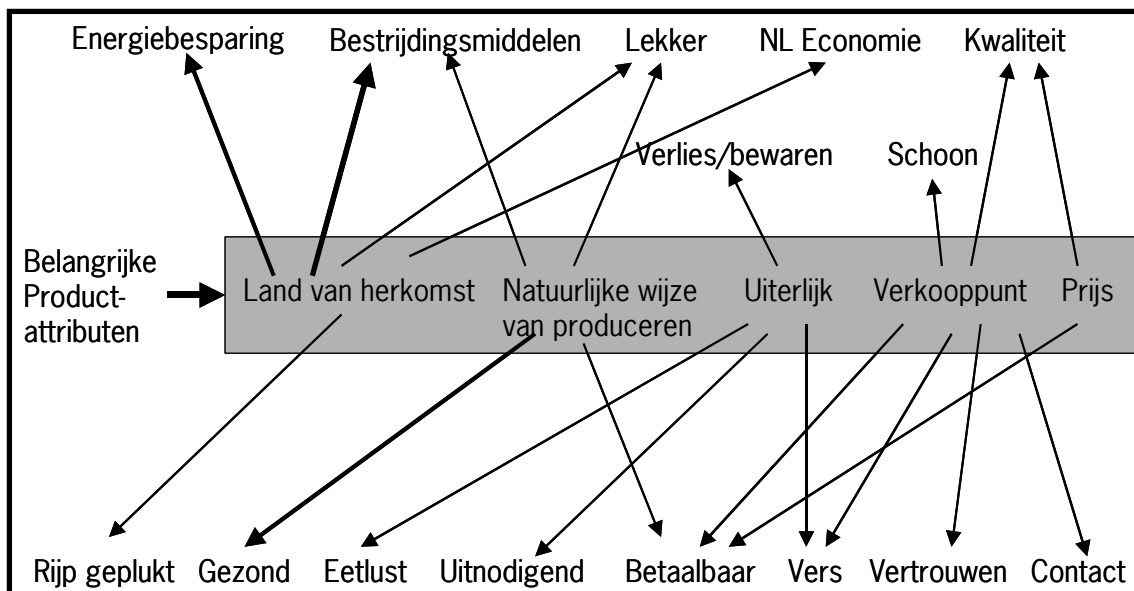 Energiebesparing Bestrijdingsmiddelen Lekker NL Economie Kwaliteit
Verlies/bewaren Schoon
Belangrijke
Product-
attributen
Land van herkomst Natuurlijke wijze Uiterlijk Verkooppunt Prijs
van produceren
Rijp geplukt Gezond Eetlust Uitnodigend Betaalbaar Vers Vertrouwen Contact